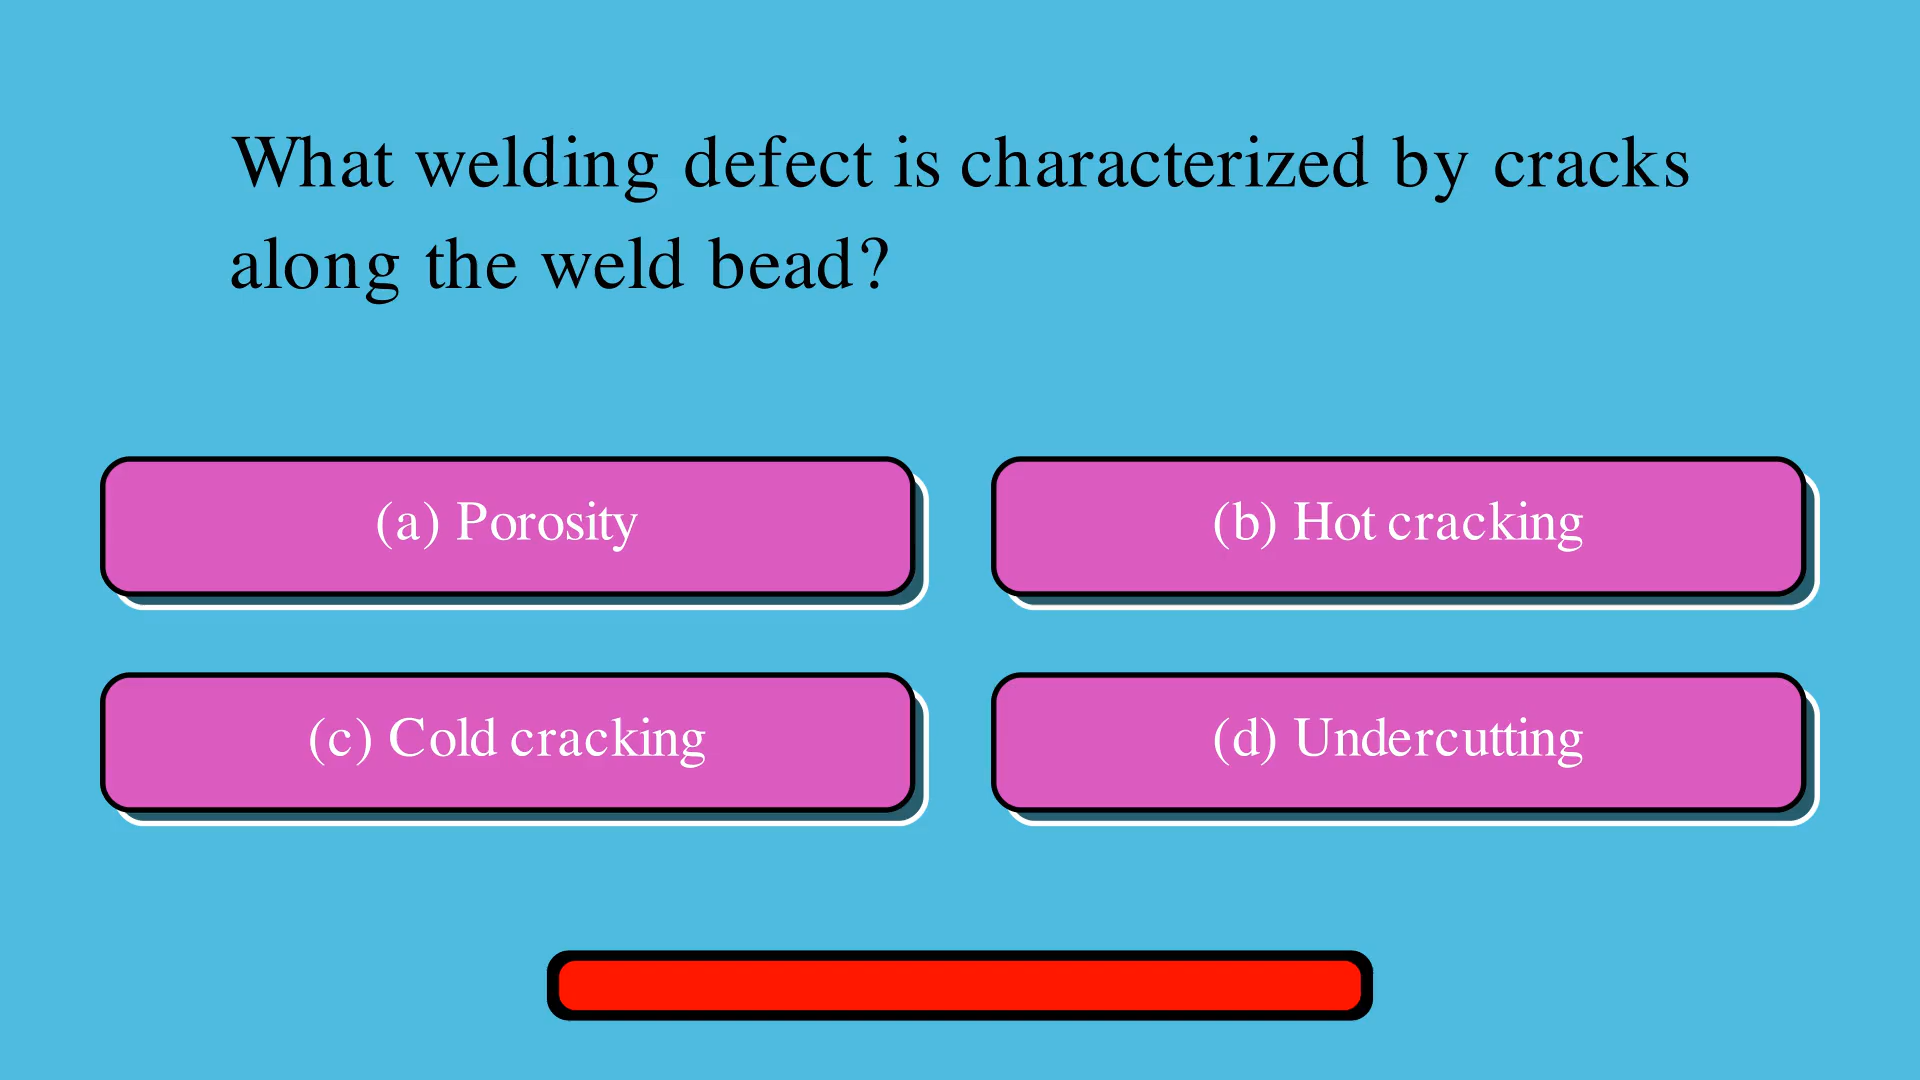 What welding defect is characterized by cracks
along the weld bead?
(a) Porosity
(b) Hot cracking
(c) Cold cracking
(d) Undercutting